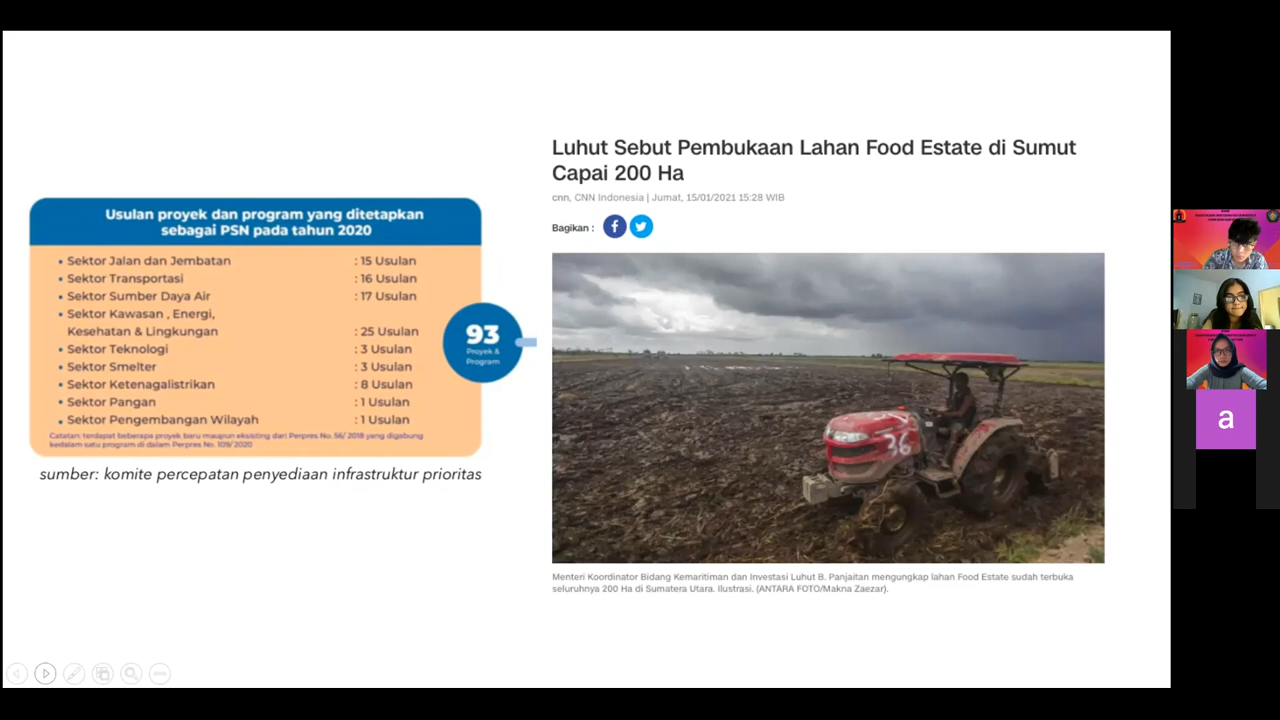 Usulan proyek dan program yang ditetapkan
sebagai PSN pada tahun 2020
• Sektor Jalan dan Jembatan : 15 Usulan
• Sektor Transportasi : 16 Usulan
• Sektor Sumber Daya Air : 17 Usulan
• Sektor Kawasan , Energi,
Kesehatan & Lingkungan : 25 Usulan
• Sektor Teknologi : 3 Usulan
• Sektor Smelter : 3 Usulan
• Sektor Ketenagalistrikan : 8 Usulan
• Sektor Pangan : 1 Usulan
• Sektor Pengembangan Wilayah : 1 Usulan
Catatan: terdapat beberapa proyek baru maupun eksisting dari Perpres No.56/ 2018 yang digabung
kedalam satu program di dalam Perpres No. 109/2020
93
Proyek &
Program
sumber: komite percepatan penyediaan infrastruktur prioritas
Luhut Sebut Pembukaan Lahan Food Estate di Sumut
Capai 200 Ha
cnn, CNN Indonesia | Jumat, 15/01/2021 15:28 WIB
Bagikan :
36
Menteri Koordinator Bidang Kemaritiman dan Investasi Luhut B. Panjaitan mengungkap lahan Food Estate sudah terbuka
seluruhnya 200 Ha di Sumatera Utara. Ilustrasi. (ANTARA FOTO/Makna Zaezar).
a